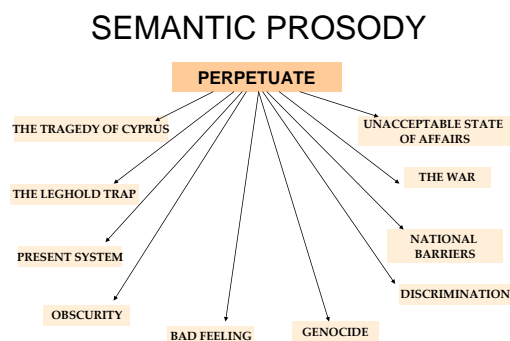 SEMANTIC PROSODY
PERPETUATE
THE TRAGEDY OF CYPRUS
UNACCEPTABLE STATE
OF AFFAIRS
THE LEGHOLD TRAP
THE WAR
PRESENT SYSTEM
NATIONAL
BARRIERS
OBSCURITY
DISCRIMINATION
BAD FEELING
GENOCIDE